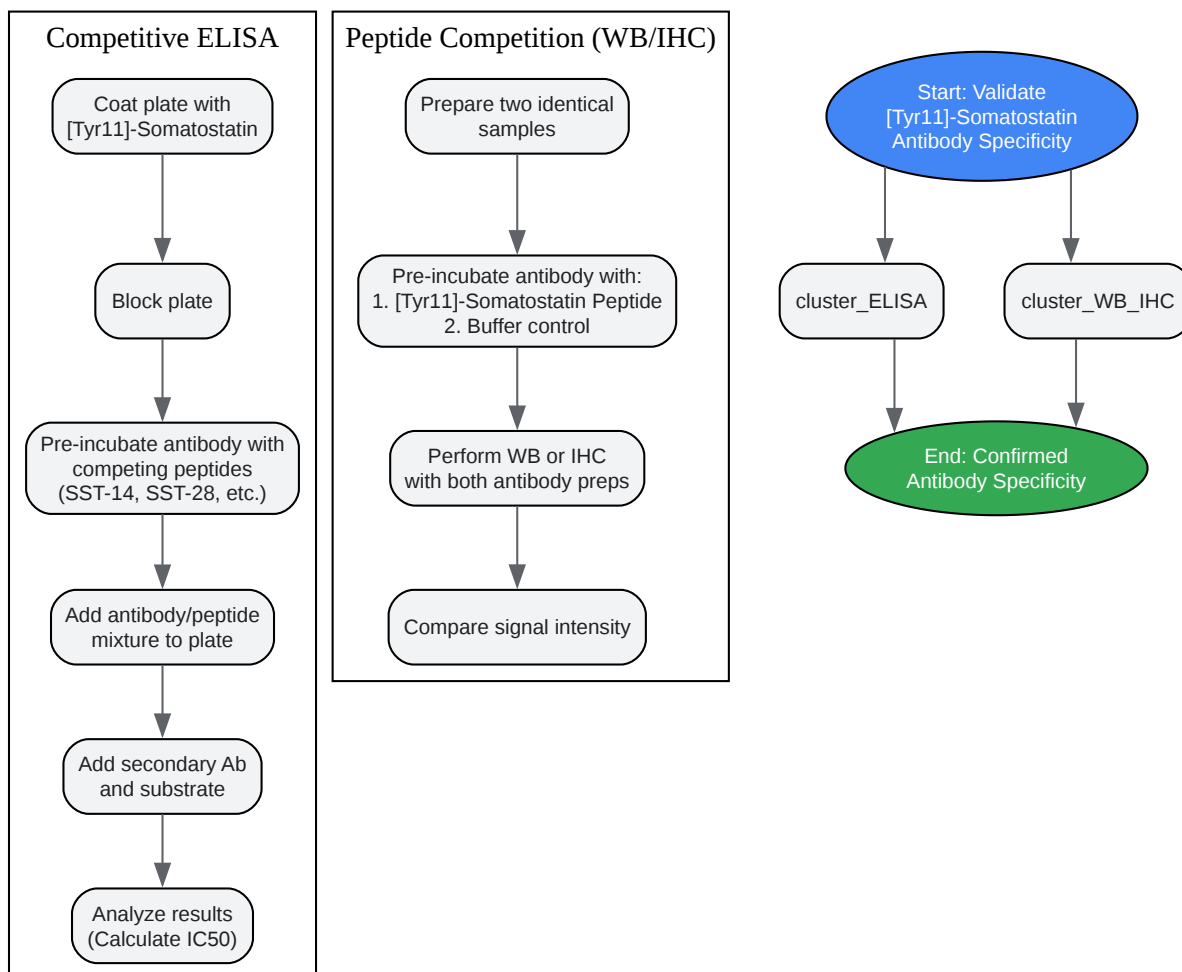 Competitive ELISA
Coat plate with
[Tyr11]-Somatostatin
Block plate
Pre-incubate antibody with
competing peptides
(SST-14, SST-28, etc.)
Add antibody/peptide
mixture to plate
Add secondary Ab
and substrate
Analyze results
(Calculate IC50)
Peptide Competition (WB/IHC)
Prepare two identical
samples
Pre-incubate antibody with:
1. [Tyr11]-Somatostatin Peptide
2. Buffer control
Perform WB or IHC
with both antibody preps
Compare signal intensity
Start: Validate
[Tyr11]-Somatostatin
Antibody Specificity
cluster_ELISA
cluster_WB_IHC
End: Confirmed
Antibody Specificity